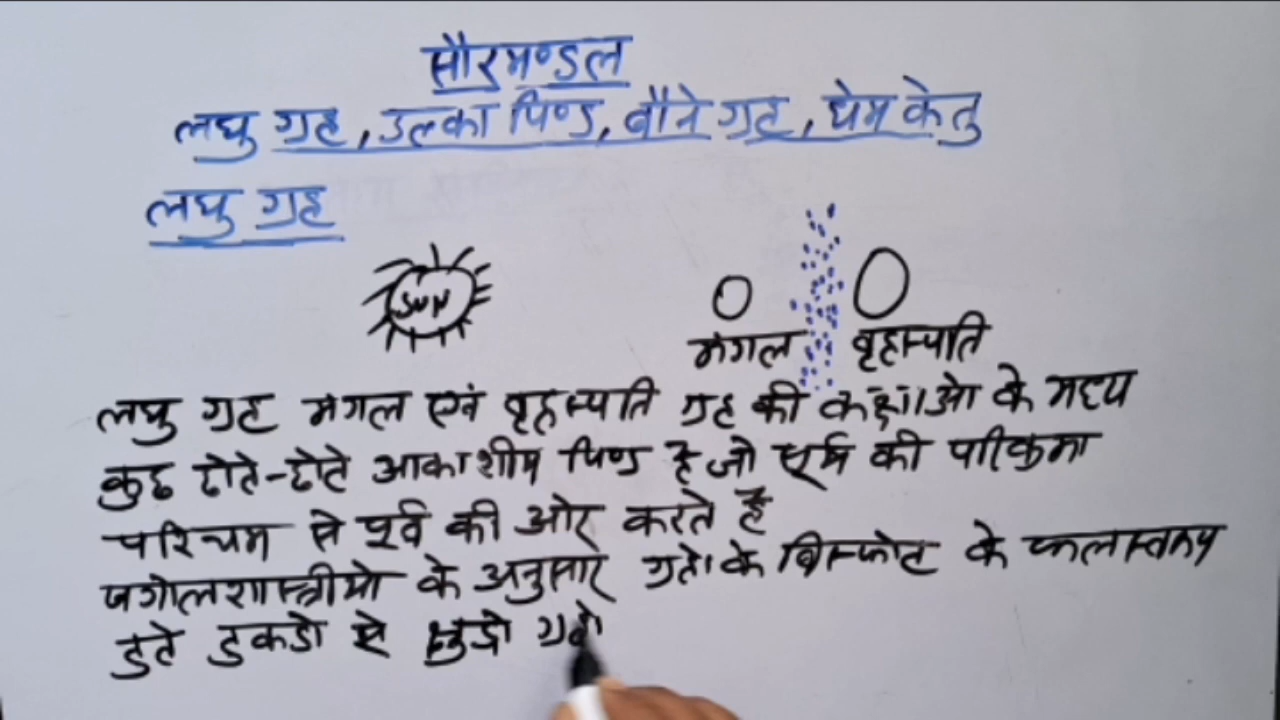 सौरमण्डल
लघु ग्रह, उल्का पिण्ड, बौने ग्रह, धूमकेतु
लघु ग्रह
SUN
मंगल वृहस्पति
लघु ग्रह मंगल एवं वृहस्पति ग्रह की कक्षाओ के मध्य
कुछ छोटे-छोटे आकाशीय पिण्ड है जो सूर्य की परिक्रमा
पश्चिम से पूर्व की ओर करते है
खगोलशास्त्रीयो के अनुसार ग्रहो के विस्फोट के फलस्वरूप
टुटे टुकडो से क्षुद्रो